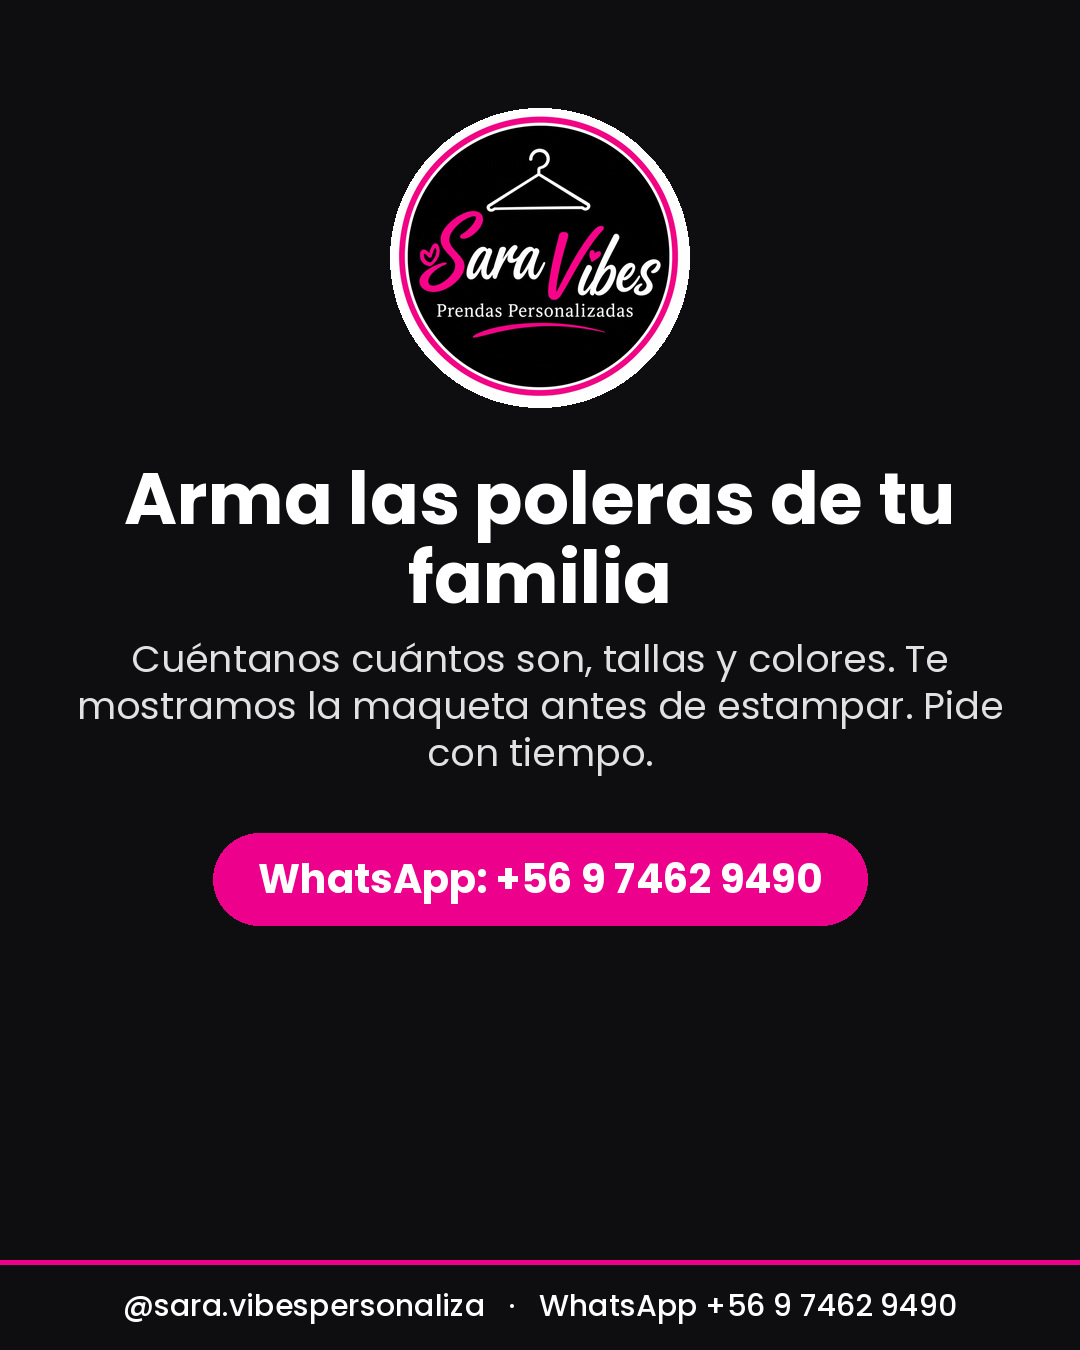 Sara Vibes
Prendas Personalizadas
Arma las poleras de tu
familia
Cuéntanos cuántos son, tallas y colores. Te
mostramos la maqueta antes de estampar. Pide
con tiempo.
WhatsApp: +56 9 7462 9490
@sara.vibespersonaliza · WhatsApp +56 9 7462 9490